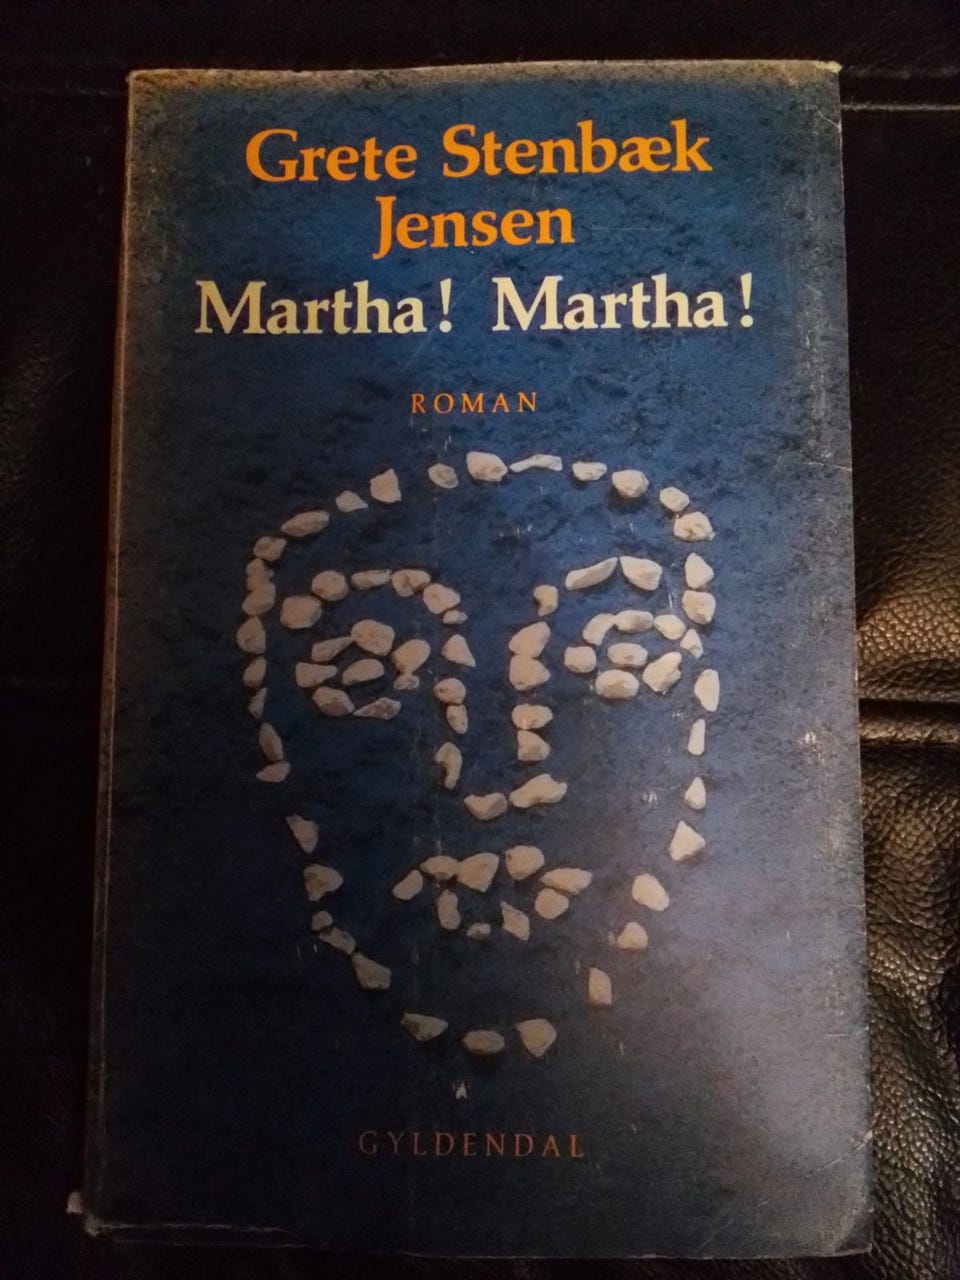 Grete Stenbæk
Jensen
Martha! Martha!
ROMAN
GYLDENDAL